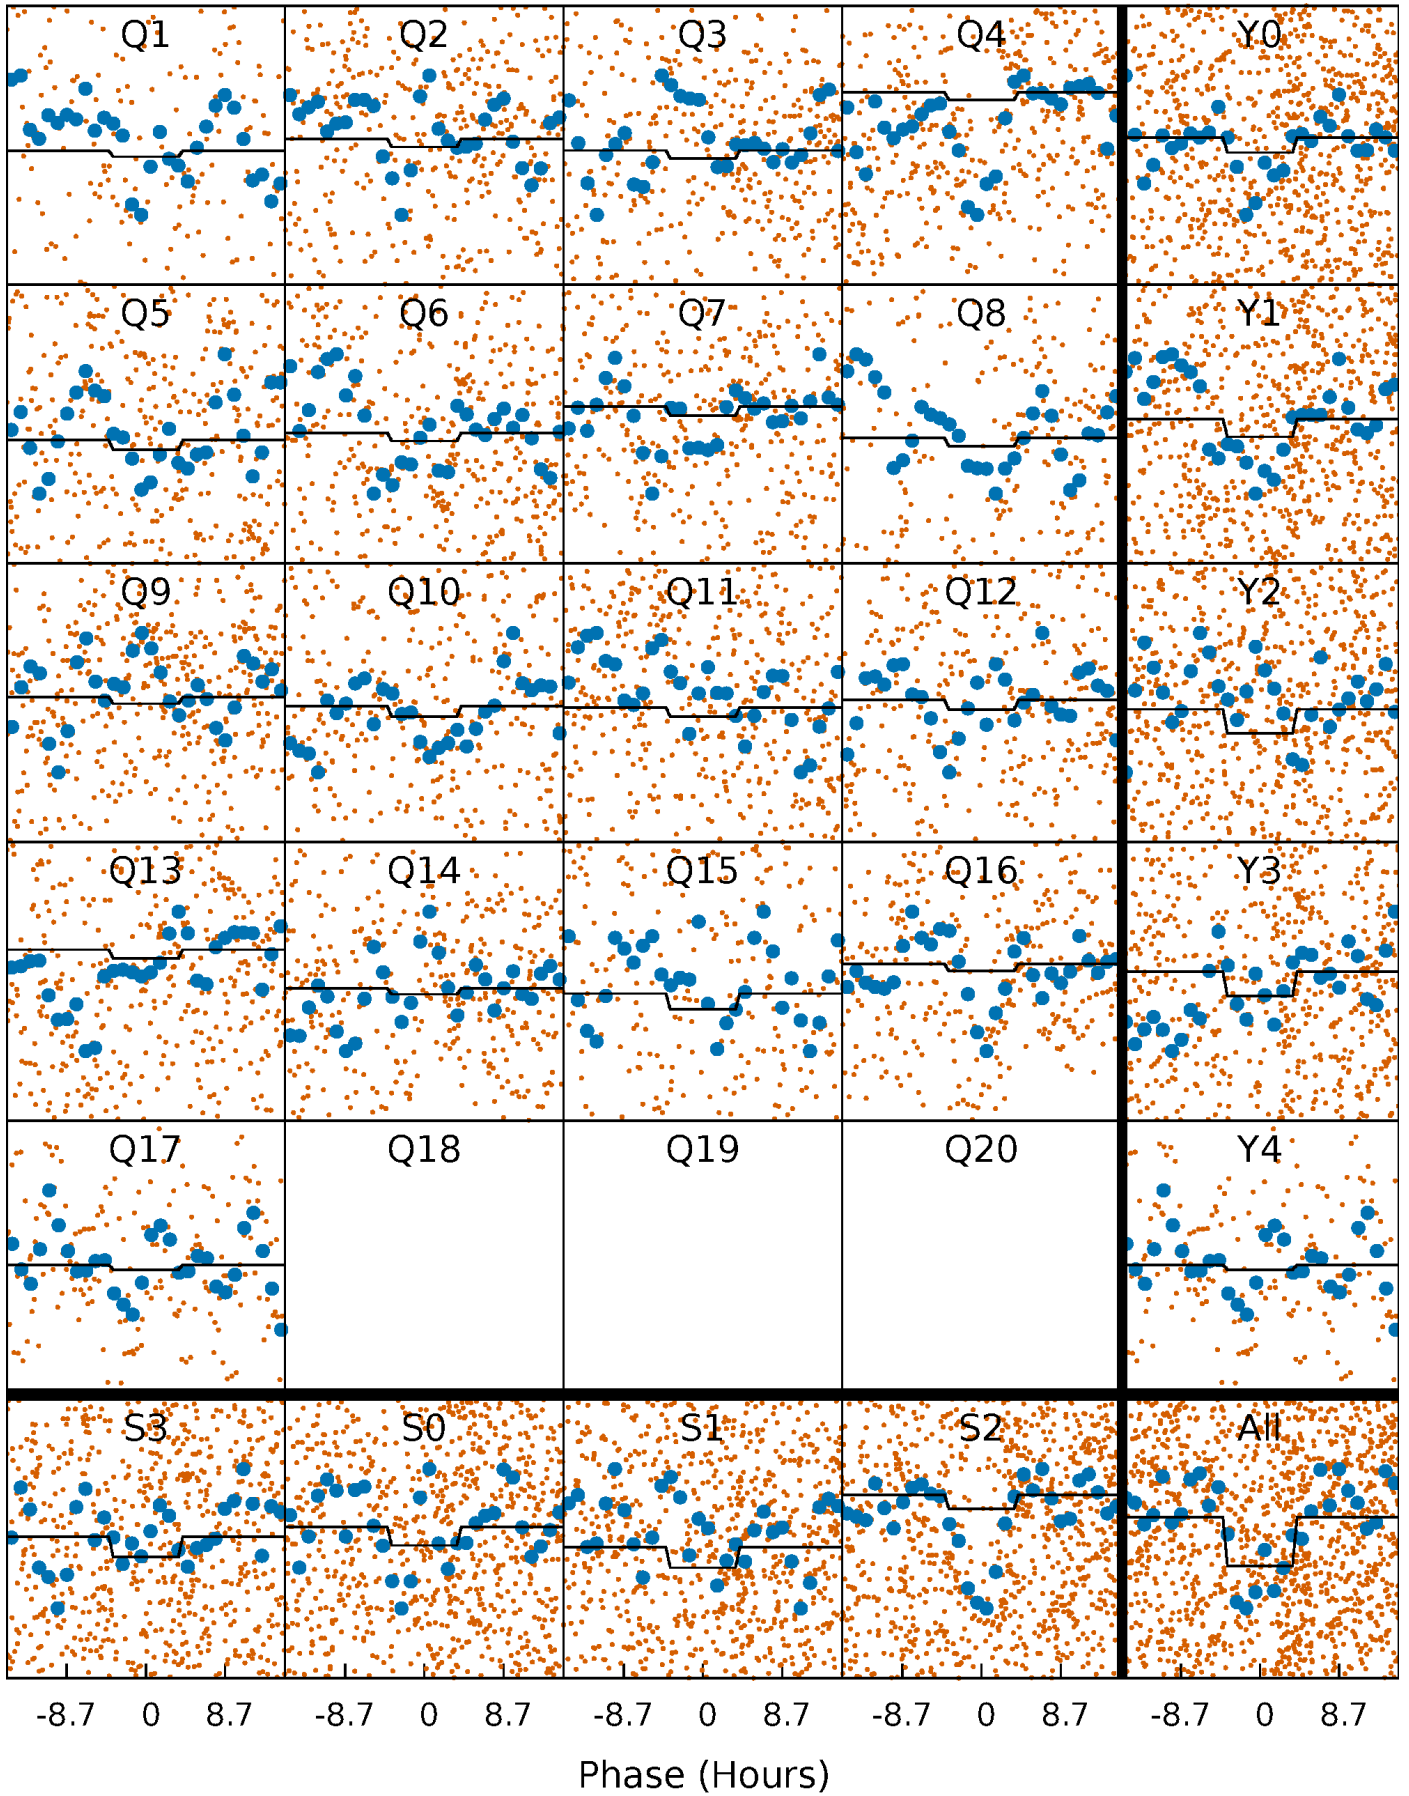 Q1 Q2 Q3 Q4 Y0
Q5 Q6 Q7 Q8 Y1
Q9 Q10 Q11 Q12 Y2
Q13 Q14 Q15 Q16 Y3
Q17 Q18 Q19 Q20 Y4
S3 S0 S1 S2 All
-8.7 0 8.7 -8.7 0 8.7 -8.7 0 8.7 -8.7 0 8.7 -8.7 0 8.7
Phase (Hours)